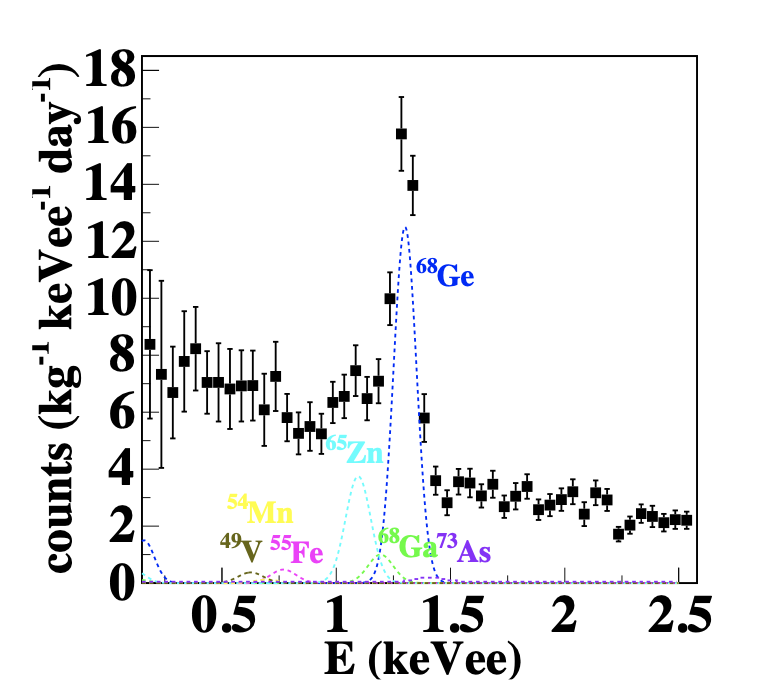 counts (kg⁻¹ keVee⁻¹ day⁻¹)
18
16
14
12
10
8
6
4
2
0
⁶⁸Ge
⁶⁵Zn
⁵⁴Mn
⁴⁹V
⁵⁵Fe
⁶⁸Ga
⁷³As
0.5
1
1.5
2
2.5
E (keVee)